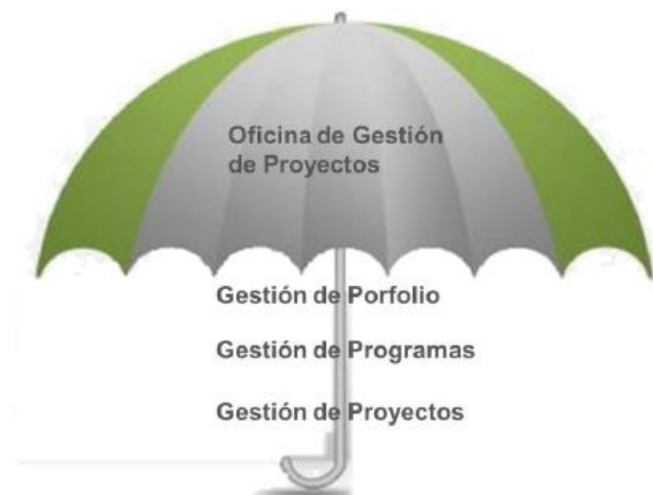 Oficina de Gestión
de Proyectos
Gestión de Porfolio
Gestión de Programas
Gestión de Proyectos